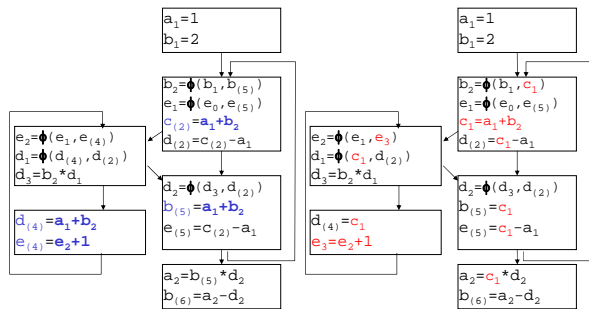 a₁=1
b₁=2
b₂=ϕ(b₁,b₍₅₎)
e₁=ϕ(e₀,e₍₅₎)
c₍₂₎=a₁+b₂
d₍₂₎=c₍₂₎-a₁
e₂=ϕ(e₁,e₍₄₎)
d₁=ϕ(d₍₄₎,d₍₂₎)
d₃=b₂*d₁
d₂=ϕ(d₃,d₍₂₎)
b₍₅₎=a₁+b₂
e₍₅₎=c₍₂₎-a₁
d₍₄₎=a₁+b₂
e₍₄₎=e₂+1
a₂=b₍₅₎*d₂
b₍₆₎=a₂-d₂
a₁=1
b₁=2
b₂=ϕ(b₁,c₁)
e₁=ϕ(e₀,e₍₅₎)
c₁=a₁+b₂
d₍₂₎=c₁-a₁
e₂=ϕ(e₁,e₃)
d₁=ϕ(c₁,d₍₂₎)
d₃=b₂*d₁
d₂=ϕ(d₃,d₍₂₎)
b₍₅₎=c₁
e₍₅₎=c₁-a₁
d₍₄₎=c₁
e₃=e₂+1
a₂=c₁*d₂
b₍₆₎=a₂-d₂